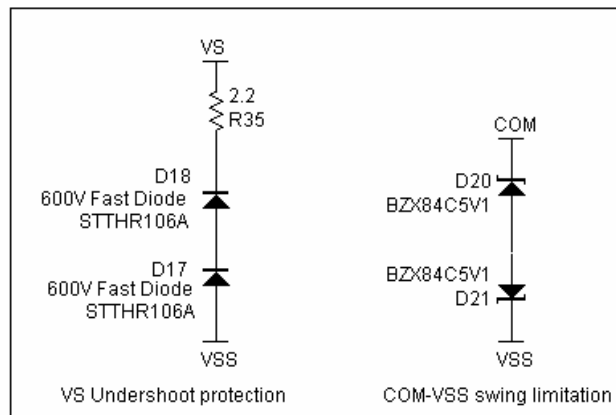 VS
2.2
R35
D18
600V Fast Diode
STTHR106A
D17
600V Fast Diode
STTHR106A
VSS
VS Undershoot protection
COM
D20
BZX84C5V1
BZX84C5V1
D21
VSS
COM-VSS swing limitation